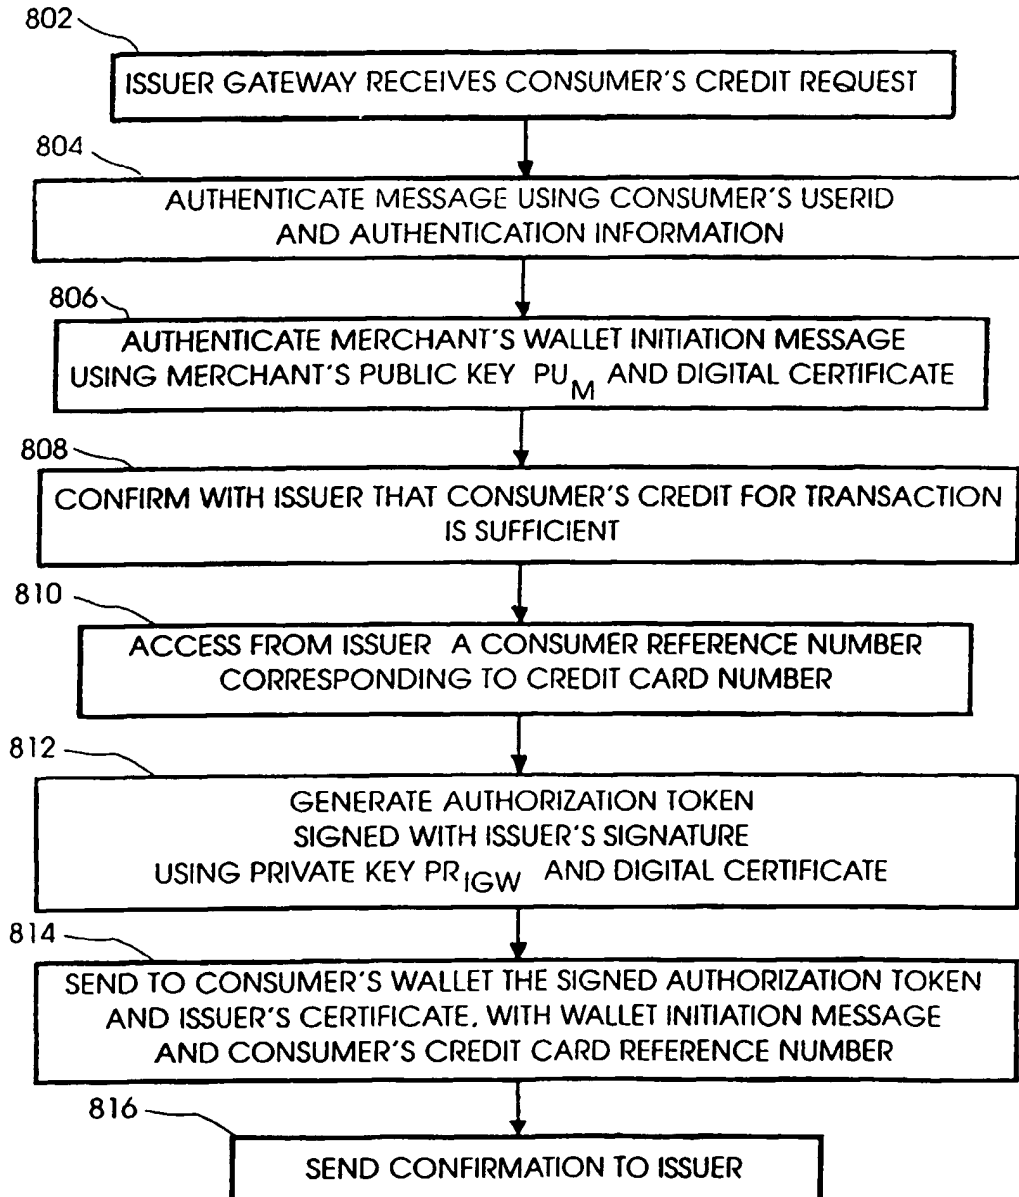 802
ISSUER GATEWAY RECEIVES CONSUMER'S CREDIT REQUEST
804
AUTHENTICATE MESSAGE USING CONSUMER'S USERID
AND AUTHENTICATION INFORMATION
806
AUTHENTICATE MERCHANT'S WALLET INITIATION MESSAGE
USING MERCHANT'S PUBLIC KEY PU_M AND DIGITAL CERTIFICATE
808
CONFIRM WITH ISSUER THAT CONSUMER'S CREDIT FOR TRANSACTION
IS SUFFICIENT
810
ACCESS FROM ISSUER A CONSUMER REFERENCE NUMBER
CORRESPONDING TO CREDIT CARD NUMBER
812
GENERATE AUTHORIZATION TOKEN
SIGNED WITH ISSUER'S SIGNATURE
USING PRIVATE KEY PR_IGW AND DIGITAL CERTIFICATE
814
SEND TO CONSUMER'S WALLET THE SIGNED AUTHORIZATION TOKEN
AND ISSUER'S CERTIFICATE, WITH WALLET INITIATION MESSAGE
AND CONSUMER'S CREDIT CARD REFERENCE NUMBER
816
SEND CONFIRMATION TO ISSUER